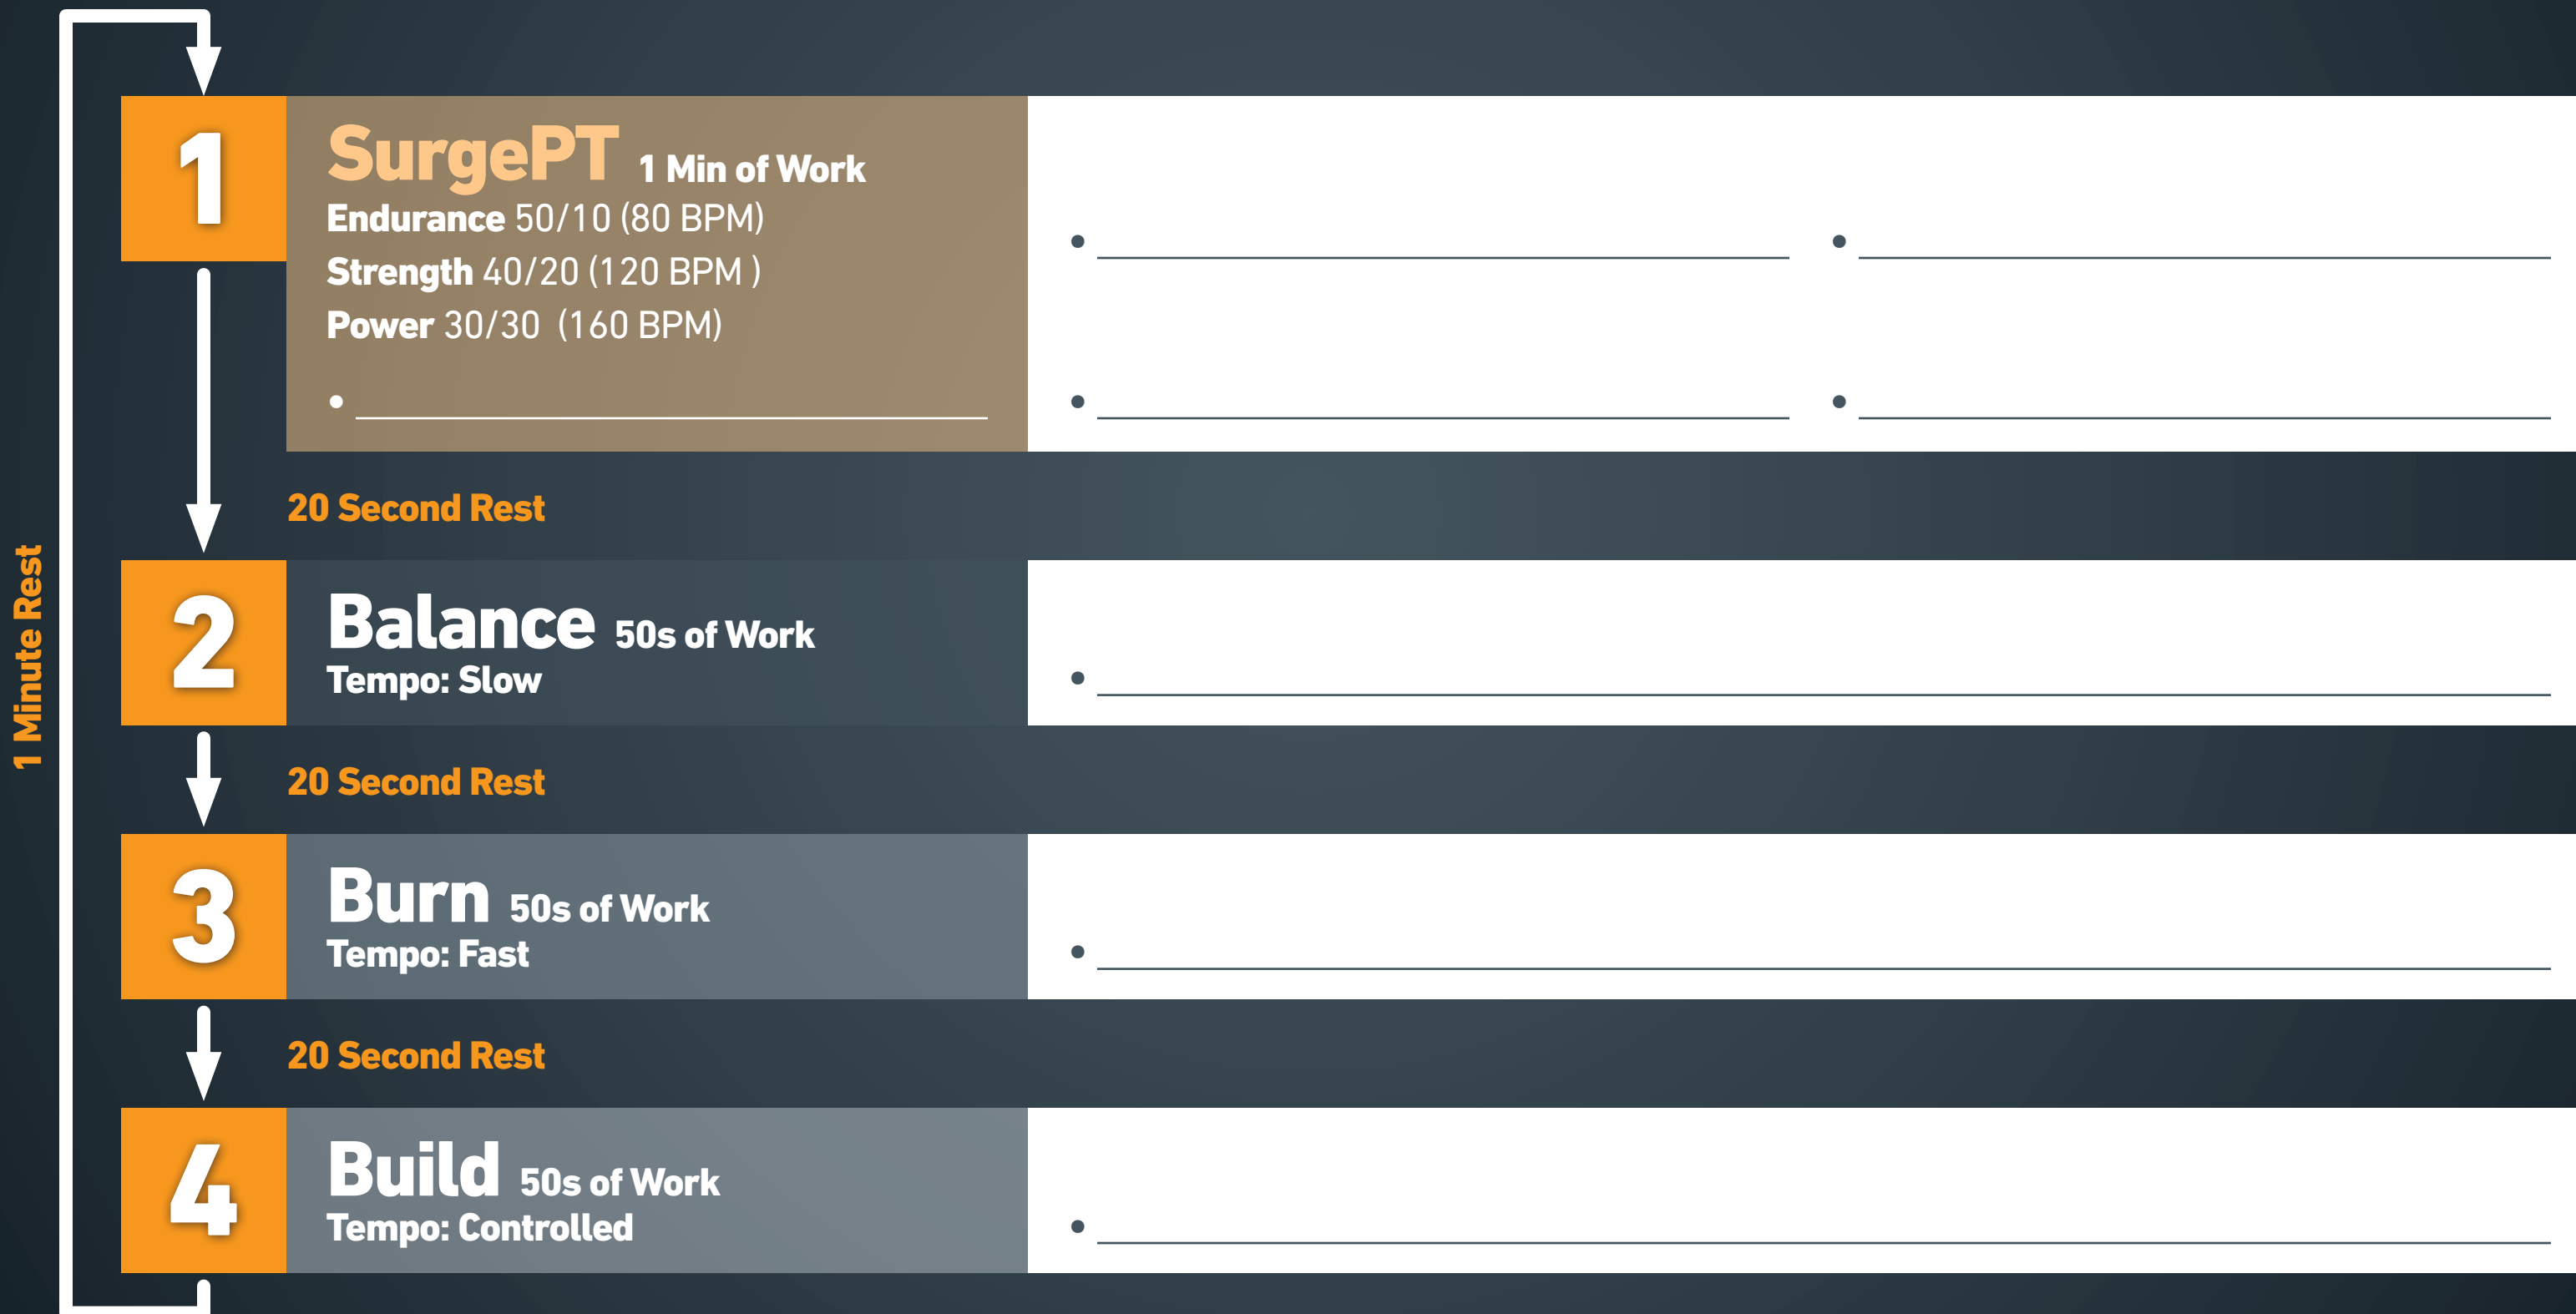 1
SurgePT 1 Min of Work
Endurance 50/10 (80 BPM)
Strength 40/20 (120 BPM )
Power 30/30 (160 BPM)
20 Second Rest
1 Minute Rest
2
Balance 50s of Work
Tempo: Slow
20 Second Rest
3
Burn 50s of Work
Tempo: Fast
20 Second Rest
4
Build 50s of Work
Tempo: Controlled